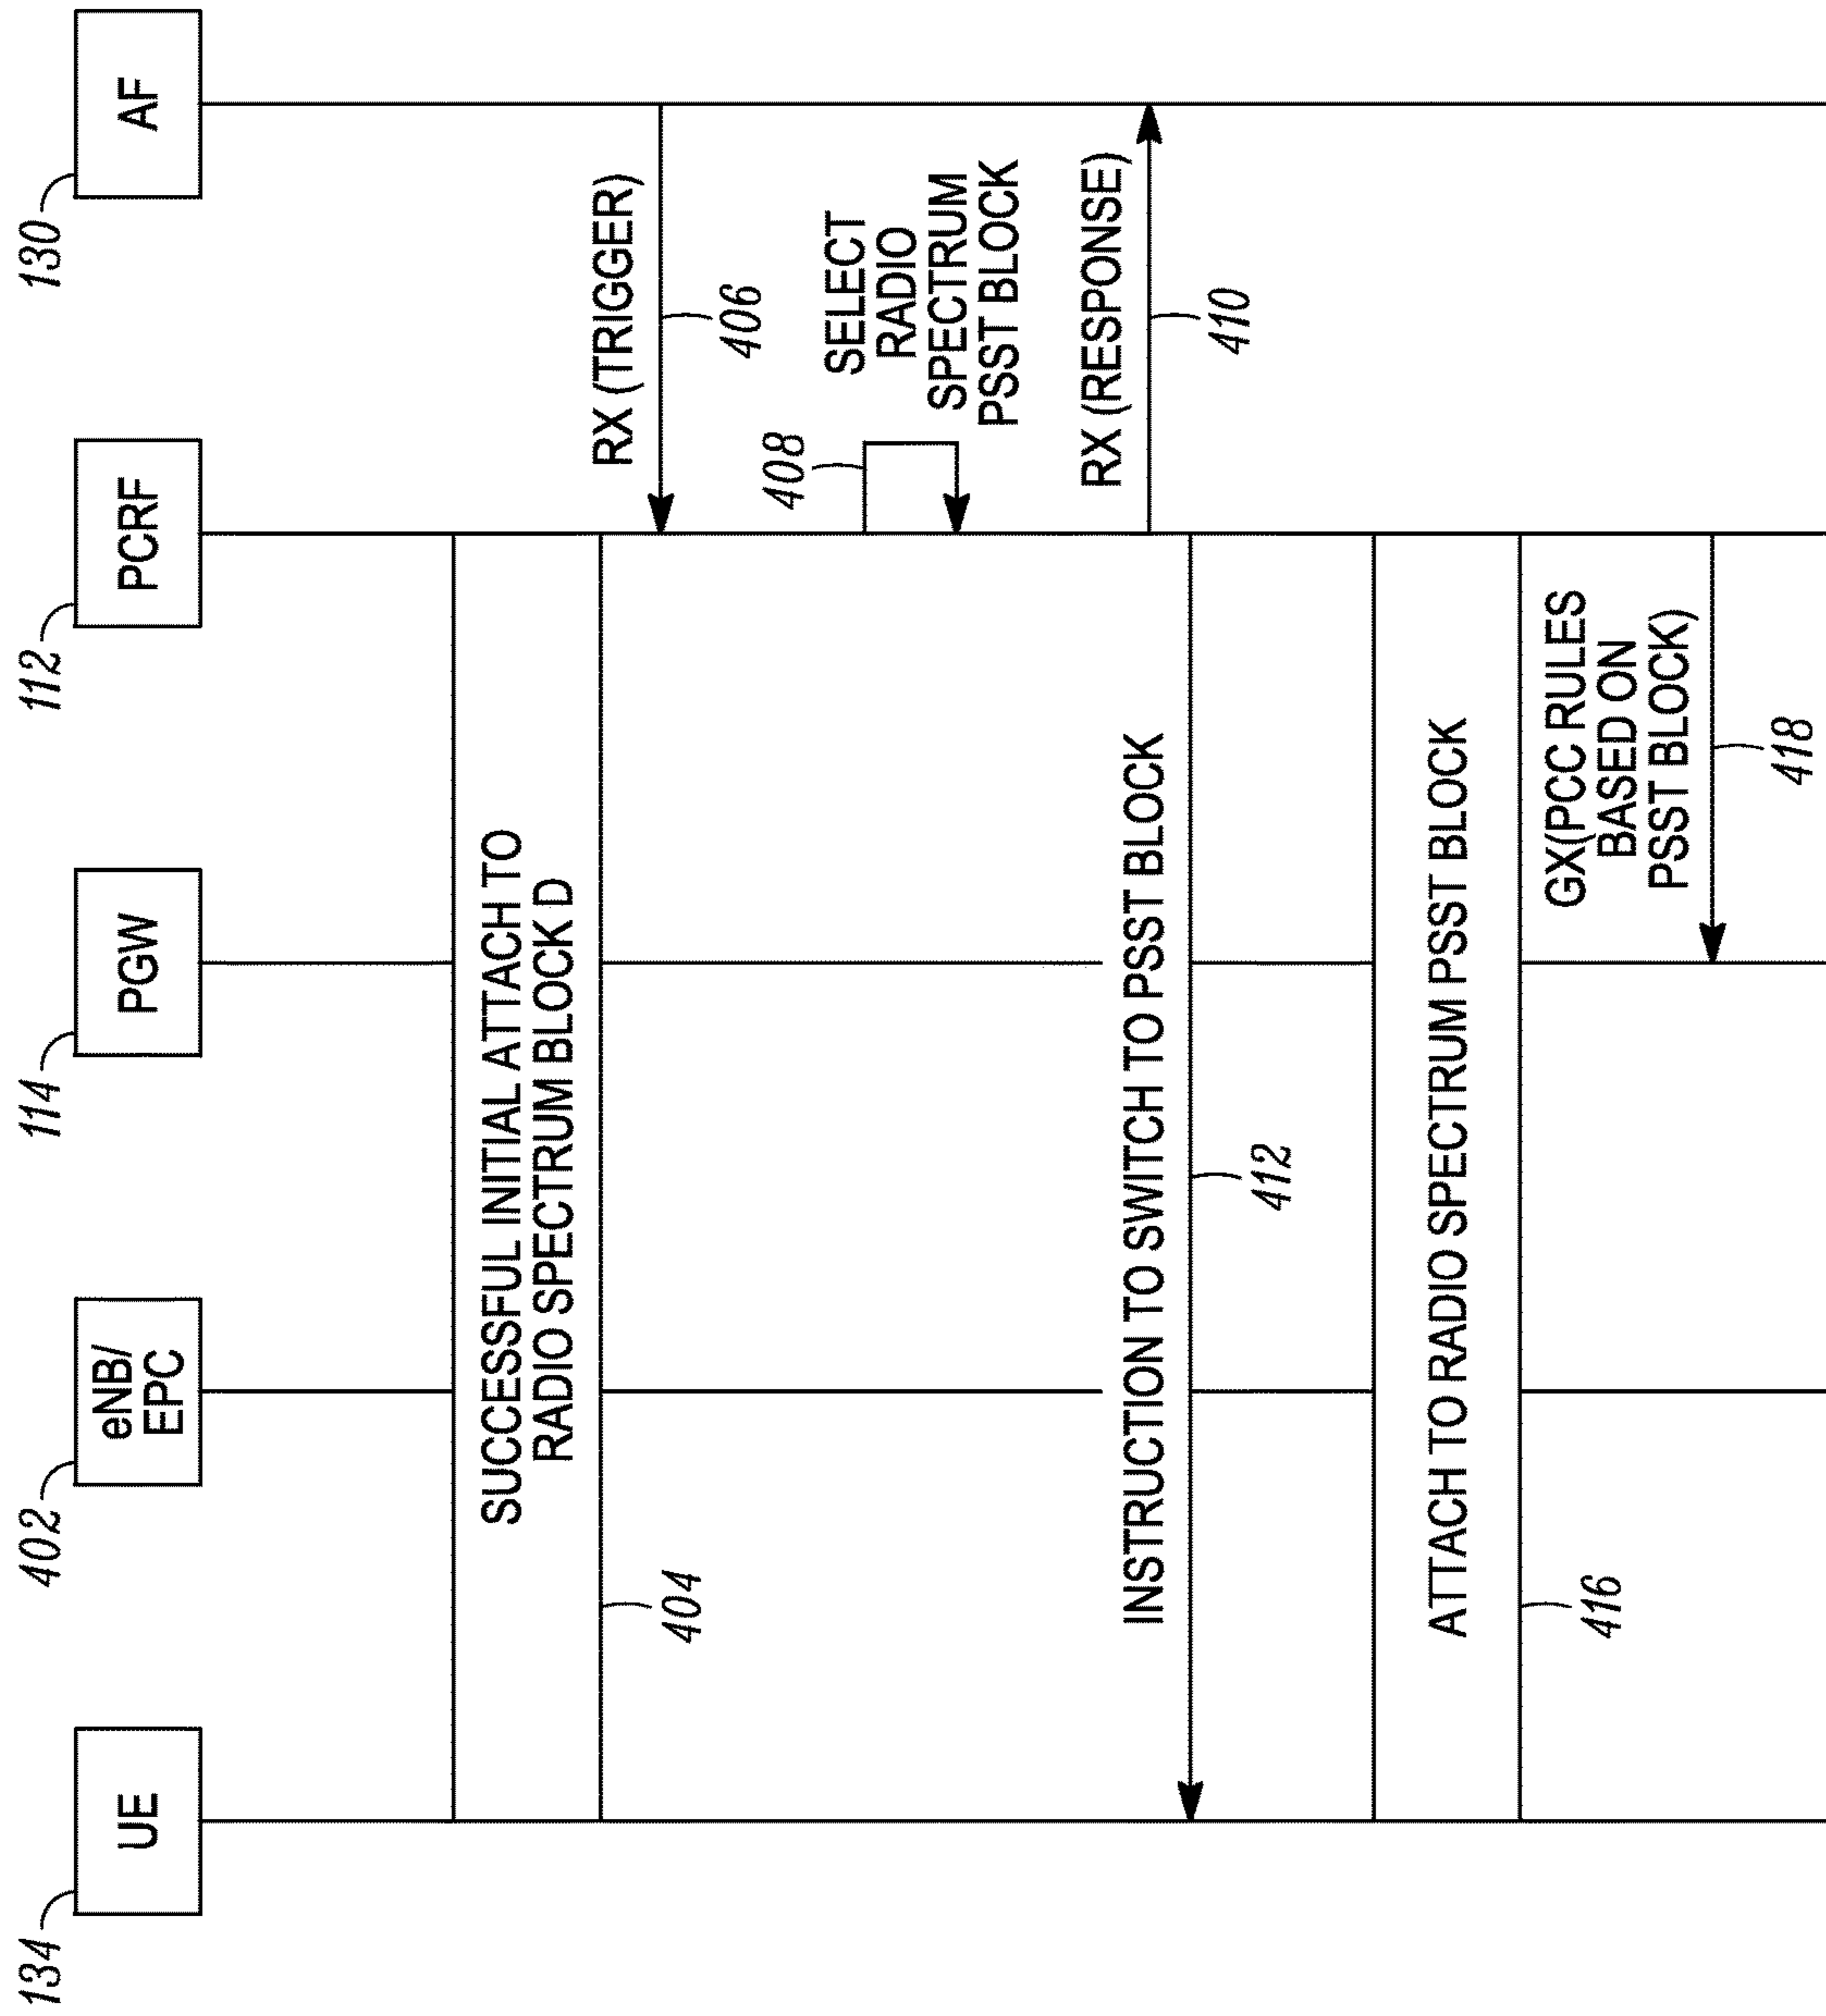 134
UE
402
eNB/
EPC
114
PGW
112
PCRF
130
AF
SUCCESSFUL INITIAL ATTACH TO
RADIO SPECTRUM BLOCK D
404
RX (TRIGGER)
406
408
SELECT
RADIO
SPECTRUM
PSST BLOCK
RX (RESPONSE)
410
INSTRUCTION TO SWITCH TO PSST BLOCK
412
ATTACH TO RADIO SPECTRUM PSST BLOCK
416
GX(PCC RULES
BASED ON
PSST BLOCK)
418